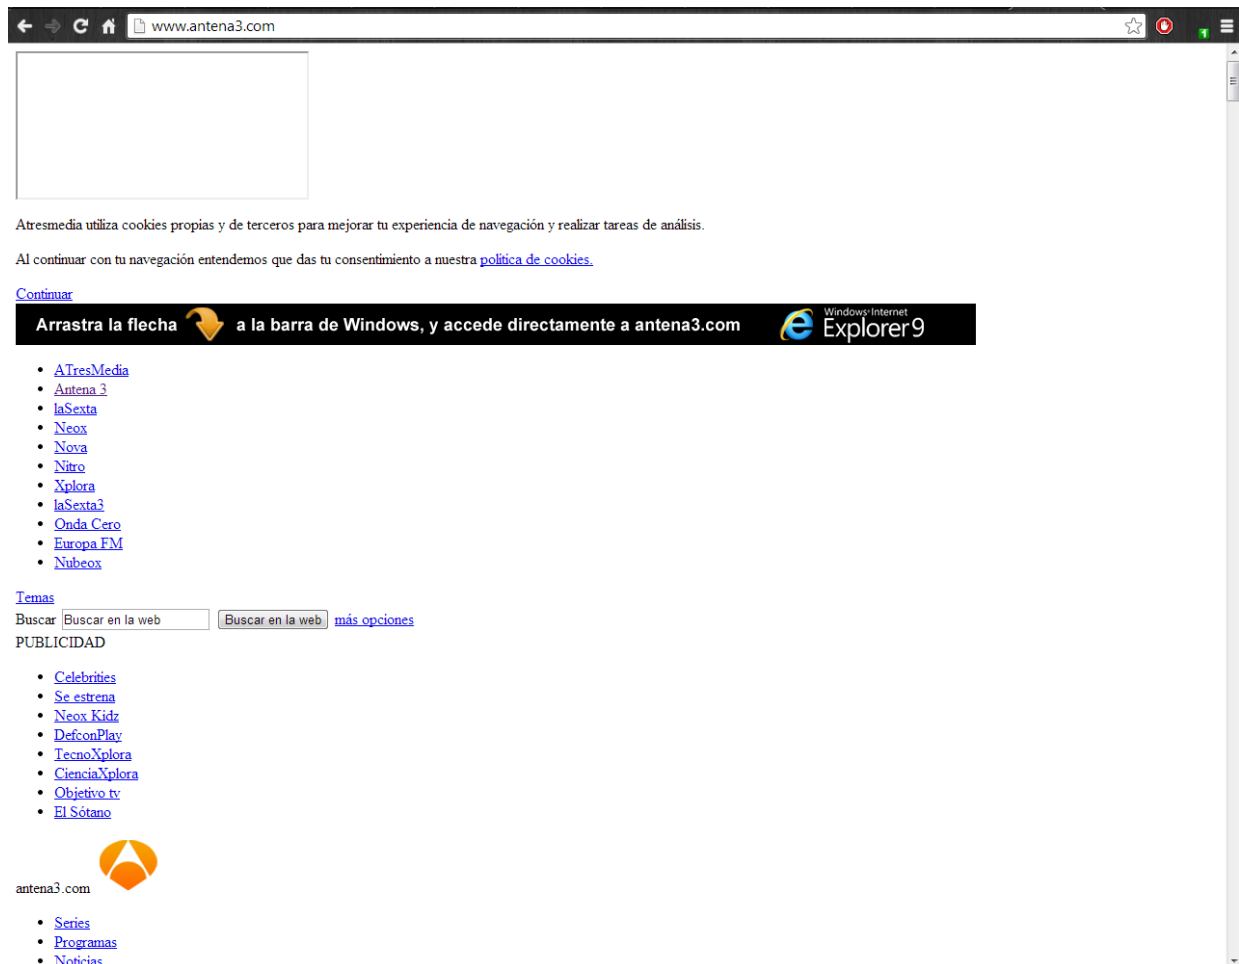 www.antena3.com
Atresmedia utiliza cookies propias y de terceros para mejorar tu experiencia de navegación y realizar tareas de análisis.
Al continuar con tu navegación entendemos que das tu consentimiento a nuestra política de cookies.
Continuar
Arrastra la flecha a la barra de Windows, y accede directamente a antena3.com Windows Internet Explorer 9
ATresMedia
Antena 3
laSexta
Neox
Nova
Nitro
Xplora
laSexta3
Onda Cero
Europa FM
Nubeox
Temas
Buscar Buscar en la web Buscar en la web más opciones
PUBLICIDAD
Celebrities
Se estrena
Neox Kidz
DefconPlay
TecnoXplora
CienciaXplora
Objetivo tv
El Sótano
antena3.com
Series
Programas
Noticias